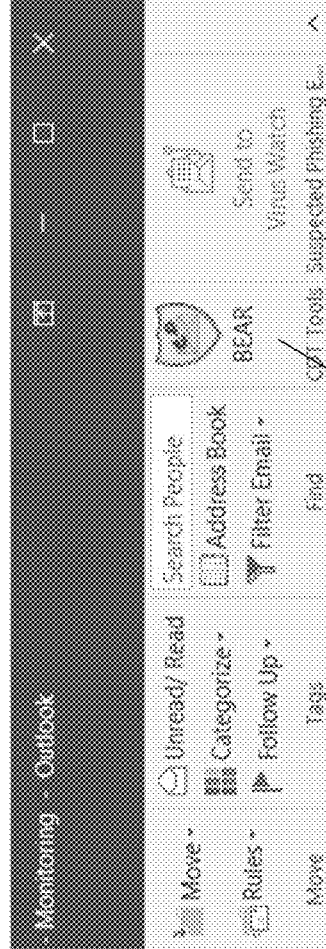 - Monitoring - Outlook
Move
Rules
Move
Unread/ Read
Categorize
Follow Up
Tags
Search People
Address Book
Filter Email
Find
BEAR
Tools
Send to
Virus Watch
Suspected Phishing E...